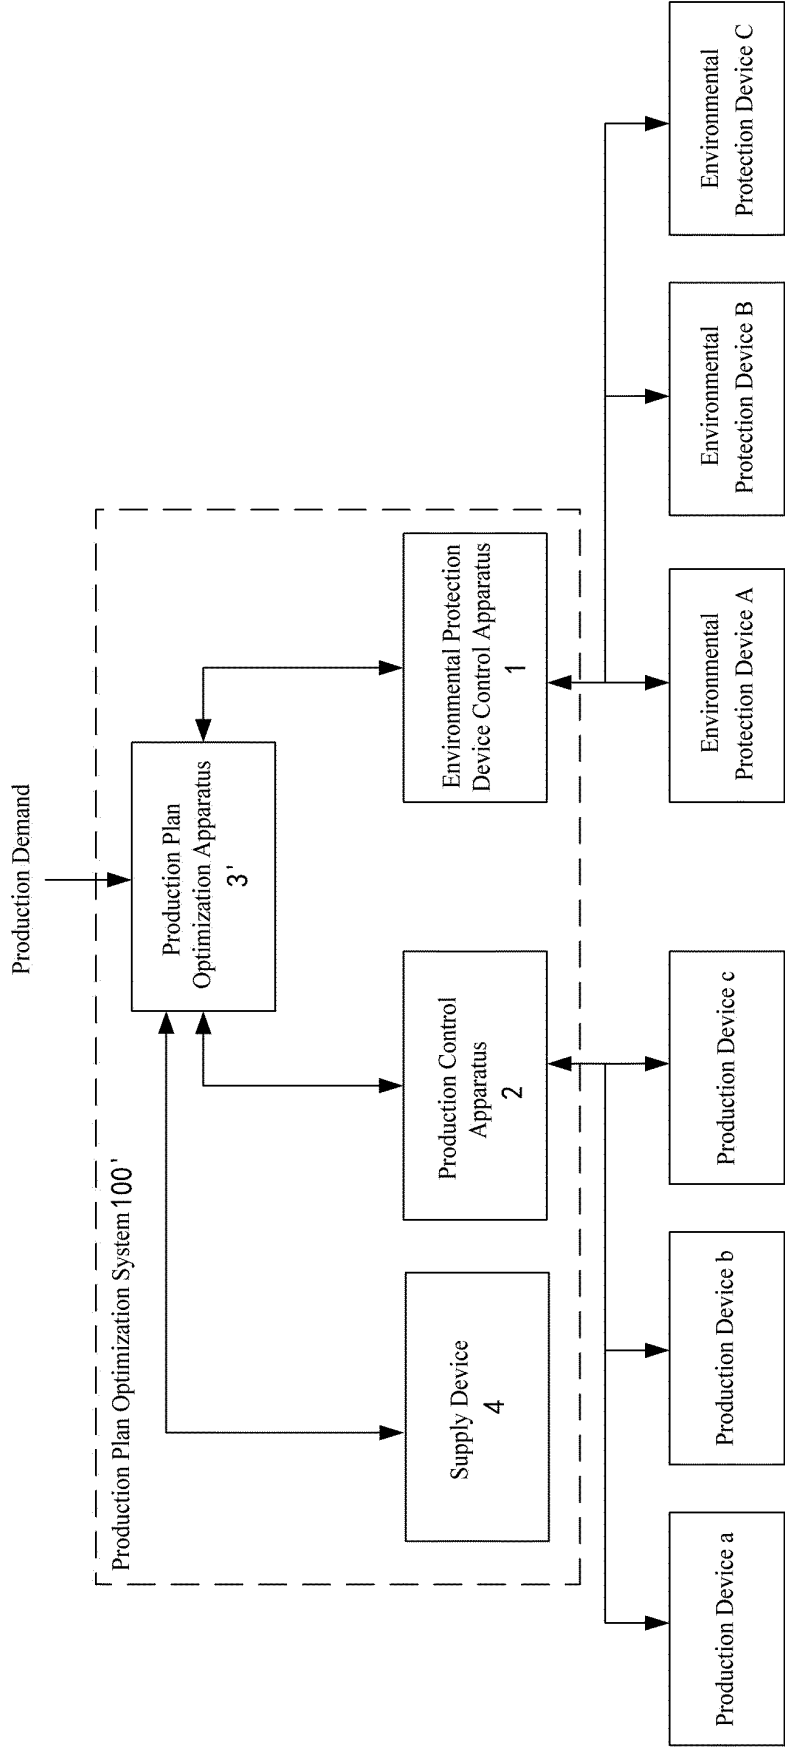 Production Demand
Production Plan Optimization System 100'
Production Plan
Optimization Apparatus
3'
Supply Device
4
Production Control
Apparatus
2
Environmental Protection
Device Control Apparatus
1
Production Device a
Production Device b
Production Device c
Environmental
Protection Device A
Environmental
Protection Device B
Environmental
Protection Device C